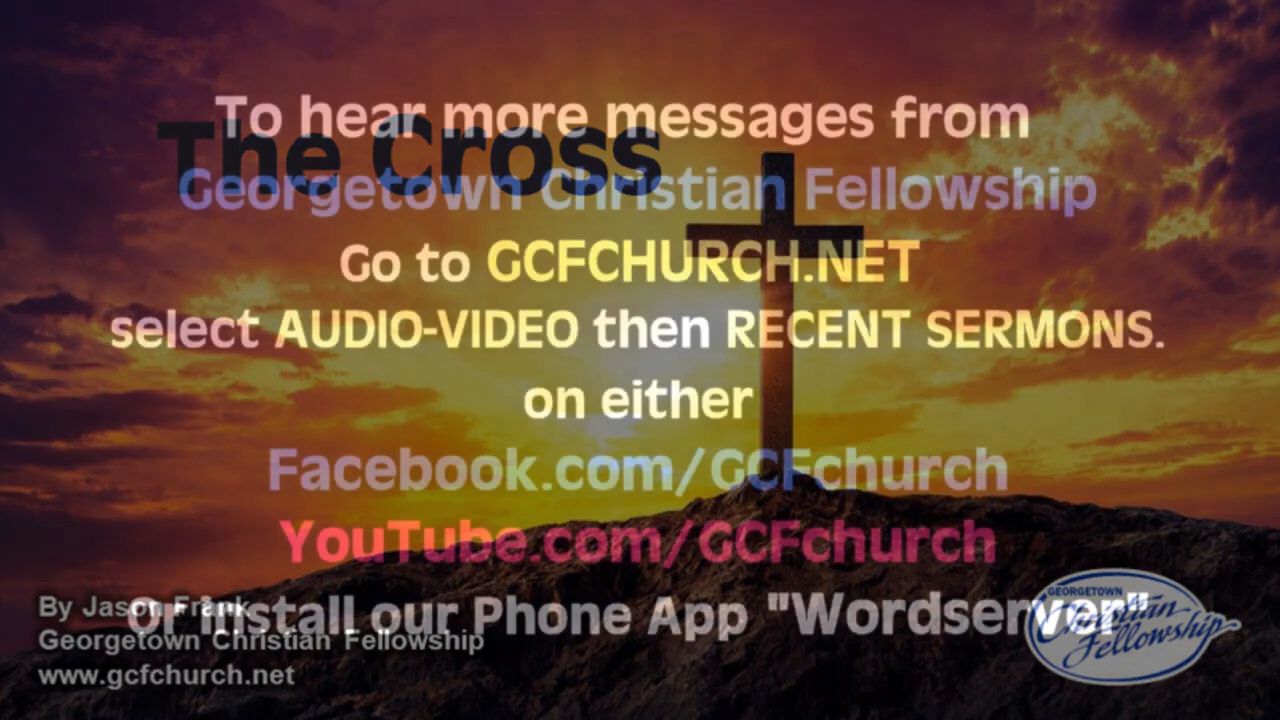 The Cross
To hear more messages from
Georgetown Christian Fellowship
Go to GCFCHURCH.NET
select AUDIO-VIDEO then RECENT SERMONS.
on either
Facebook.com/GCFchurch
YouTube.com/GCFchurch
Or install our Phone App "Wordserver"
By Jason Frank
Georgetown Christian Fellowship
www.gcfchurch.net
GEORGETOWN
Christian
Fellowship